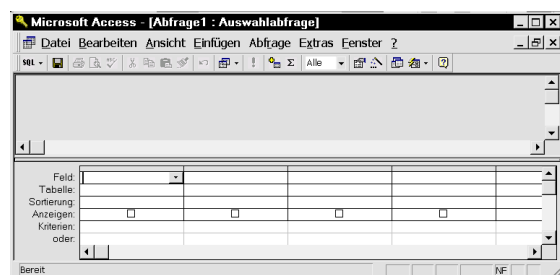 Microsoft Access - [Abfrage1 : Auswahlabfrage]
Datei Bearbeiten Ansicht Einfügen Abfrage Extras Fenster ?
SQL Σ Alle
Feld:
Tabelle:
Sortierung:
Anzeigen:
Kriterien:
oder:
Bereit NF